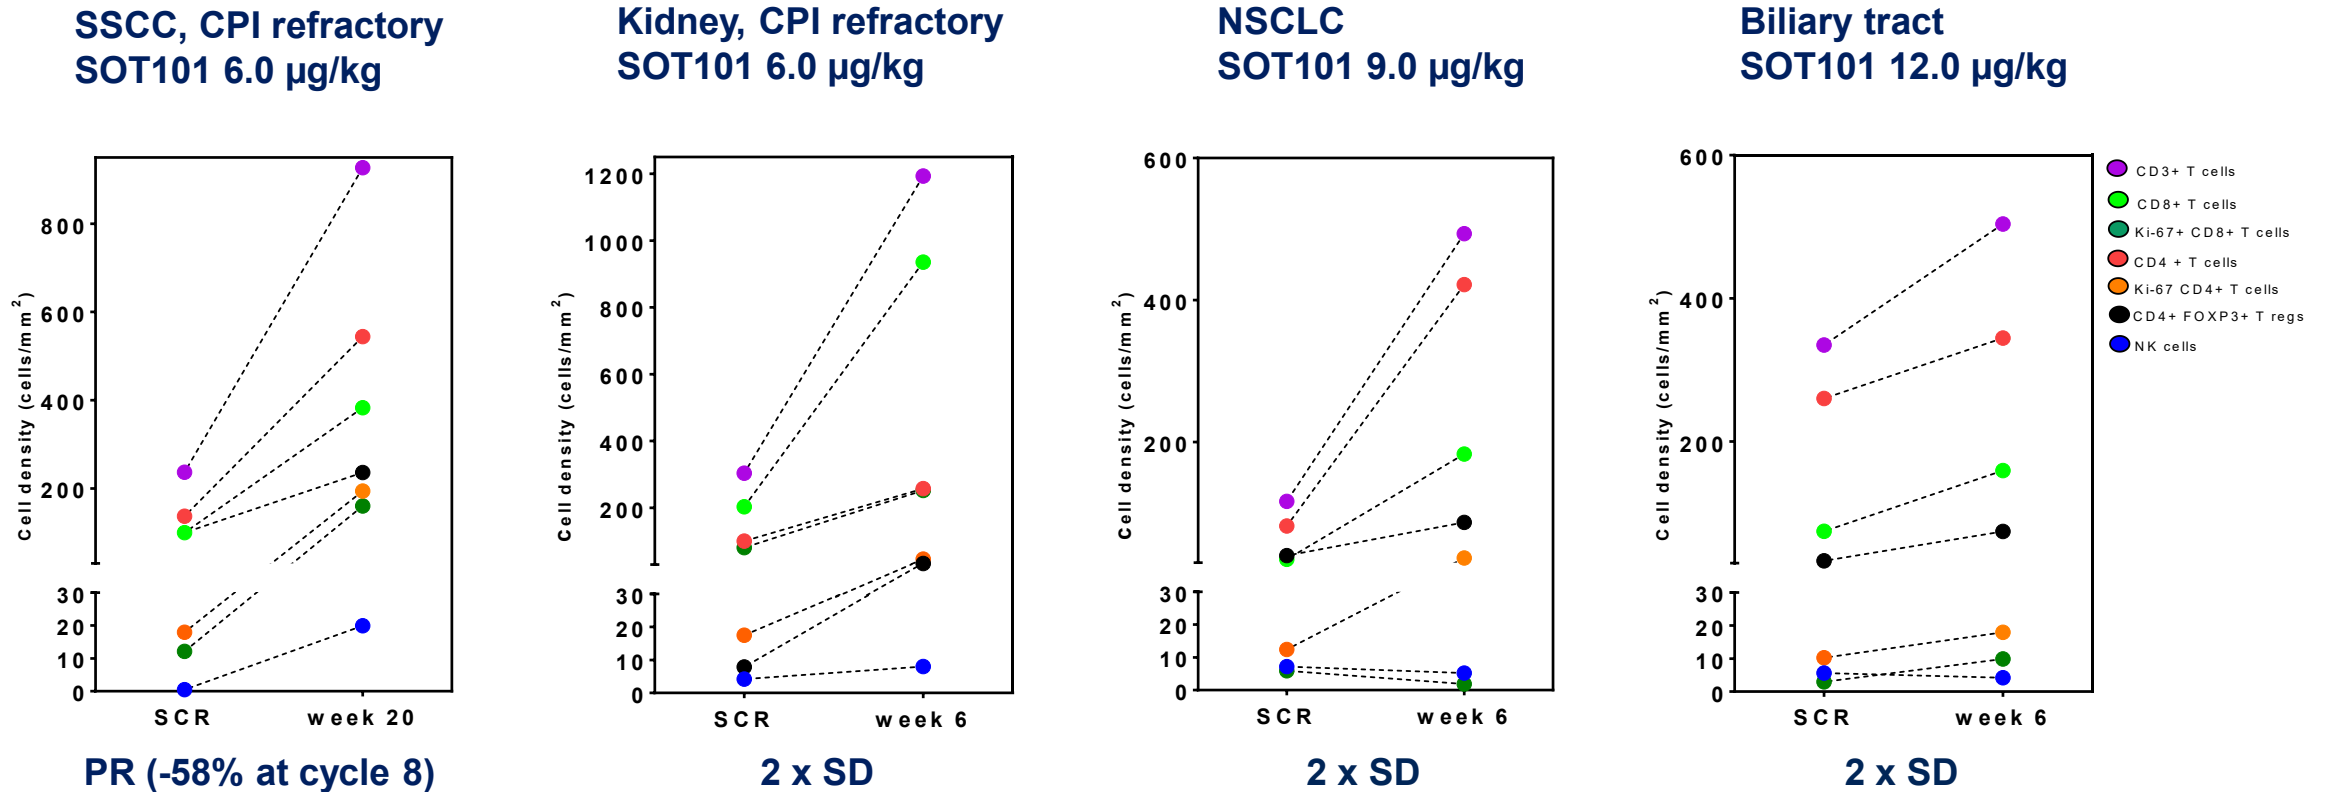 SSCC, CPI refractory
SOT101 6.0 µg/kg
Kidney, CPI refractory
SOT101 6.0 µg/kg
NSCLC
SOT101 9.0 µg/kg
Biliary tract
SOT101 12.0 µg/kg
Cell density (cells/mm²)
800
600
400
200
30
20
10
0
SCR
week 20
PR (-58% at cycle 8)
Cell density (cells/mm²)
1200
1000
800
600
400
200
30
20
10
0
SCR
week 6
2 x SD
Cell density (cells/mm²)
600
400
200
30
20
10
0
SCR
week 6
2 x SD
Cell density (cells/mm²)
600
400
200
30
20
10
0
SCR
week 6
2 x SD
CD3+ T cells
CD8+ T cells
Ki-67+ CD8+ T cells
CD4 + T cells
Ki-67 CD4+ T cells
CD4+ FOXP3+ T regs
NK cells